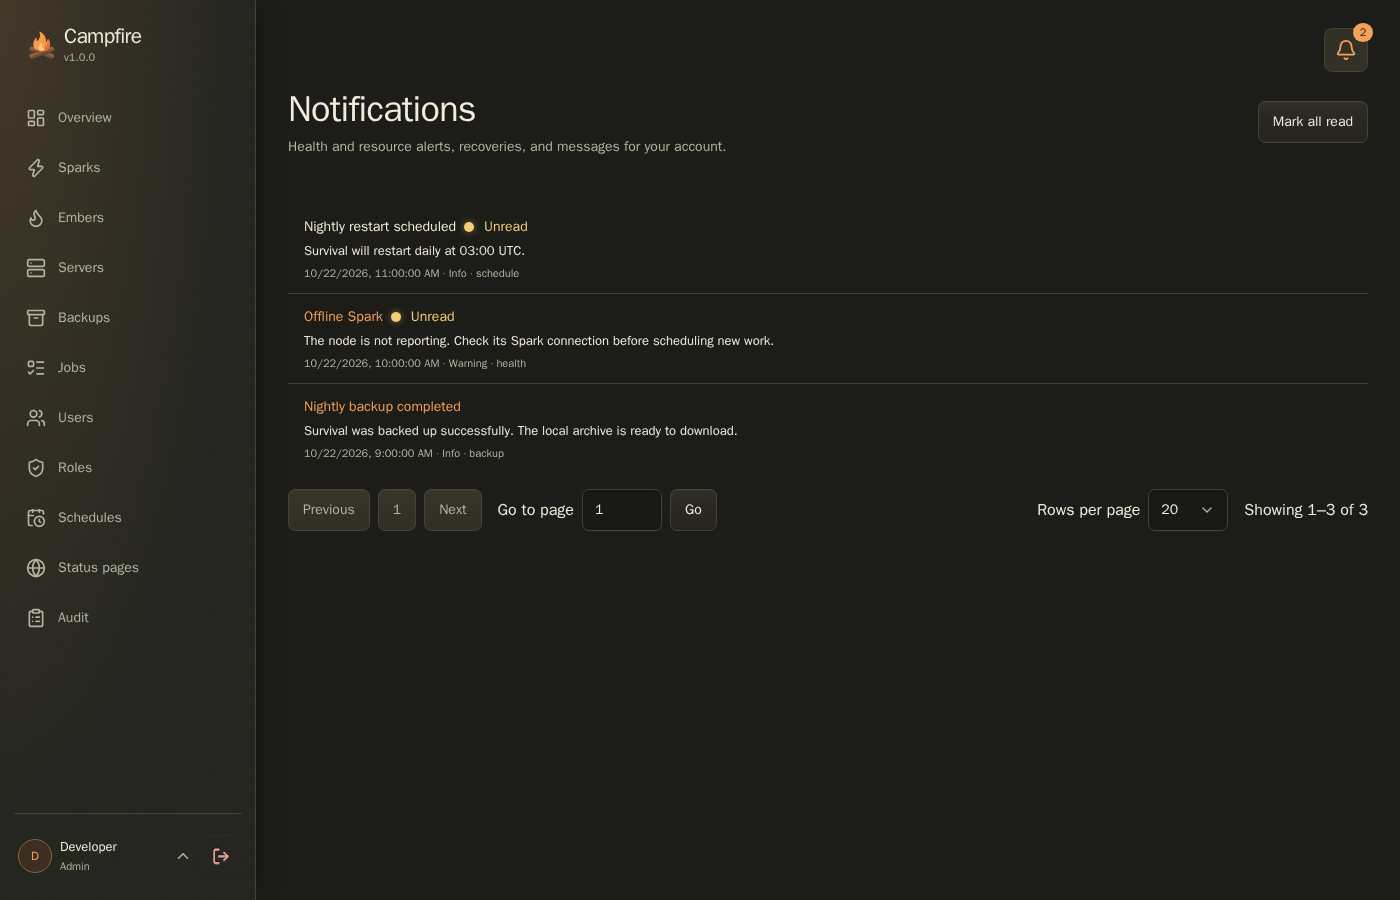 Campfire
v1.0.0
Overview
Sparks
Embers
Servers
Backups
Jobs
Users
Roles
Schedules
Status pages
Audit
Developer
D
Admin
2
Notifications
Mark all read
Health and resource alerts, recoveries, and messages for your account.
Nightly restart scheduled Unread
Survival will restart daily at 03:00 UTC.
10/22/2026, 11:00:00 AM · Info · schedule
Offline Spark Unread
The node is not reporting. Check its Spark connection before scheduling new work.
10/22/2026, 10:00:00 AM · Warning · health
Nightly backup completed
Survival was backed up successfully. The local archive is ready to download.
10/22/2026, 9:00:00 AM · Info · backup
Previous 1 Next Go to page 1 Go Rows per page 20 Showing 1–3 of 3